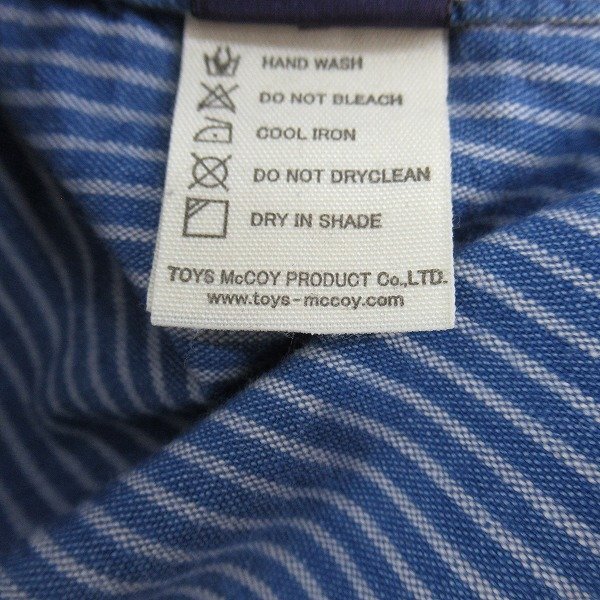 HAND WASH
DO NOT BLEACH
COOL IRON
DO NOT DRYCLEAN
DRY IN SHADE
TOYS McCOY PRODUCT Co.,LTD.
www.toys-mccoy.com